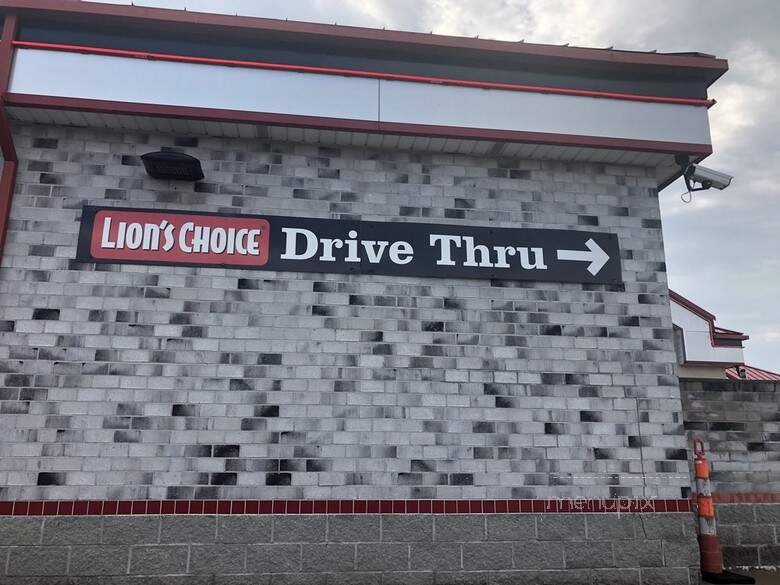 LION'S CHOICE Drive Thru →
menupix